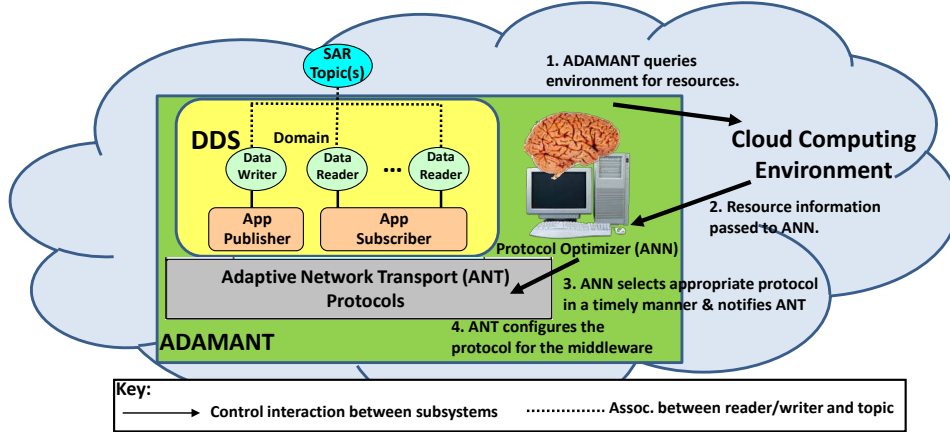 SAR
Topic(s)
1. ADAMANT queries
environment for resources.
DDS
Domain
Data
Writer
Data
Reader
...
Data
Reader
Cloud Computing
Environment
App
Publisher
App
Subscriber
2. Resource information
passed to ANN.
Protocol Optimizer (ANN)
Adaptive Network Transport (ANT)
Protocols
3. ANN selects appropriate protocol
in a timely manner & notifies ANT
4. ANT configures the
protocol for the middleware
ADAMANT
Key:
Control interaction between subsystems
Assoc. between reader/writer and topic